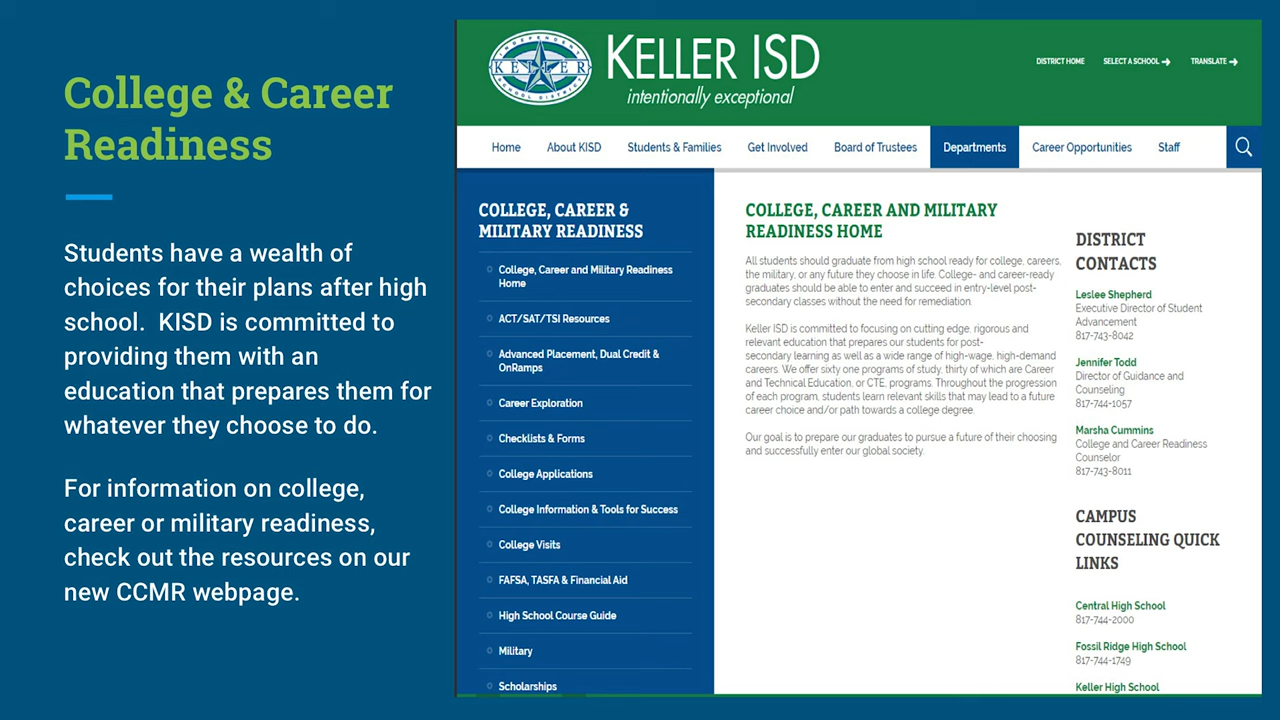 College & Career
Readiness
Students have a wealth of
choices for their plans after high
school.  KISD is committed to
providing them with an
education that prepares them for
whatever they choose to do.
For information on college,
career or military readiness,
check out the resources on our
new CCMR webpage.
INDEPENDENT
KELLER
SCHOOL DISTRICT
KELLER ISD
intentionally exceptional
DISTRICT HOME
SELECT A SCHOOL
TRANSLATE
Home
About KISD
Students & Families
Get Involved
Board of Trustees
Departments
Career Opportunities
Staff
COLLEGE, CAREER &
MILITARY READINESS
College, Career and Military Readiness
Home
ACT/SAT/TSI Resources
Advanced Placement, Dual Credit &
OnRamps
Career Exploration
Checklists & Forms
College Applications
College Information & Tools for Success
College Visits
FAFSA, TASFA & Financial Aid
High School Course Guide
Military
Scholarships
COLLEGE, CAREER AND MILITARY
READINESS HOME
All students should graduate from high school ready for college, careers,
the military, or any future they choose in life. College- and career-ready
graduates should be able to enter and succeed in entry-level post-
secondary classes without the need for remediation.
Keller ISD is committed to focusing on cutting edge, rigorous and
relevant education that prepares our students for post-
secondary learning as well as a wide range of high-wage, high-demand
careers. We offer sixty one programs of study, thirty of which are Career
and Technical Education, or CTE, programs. Throughout the progression
of each program, students learn relevant skills that may lead to a future
career choice and/or path towards a college degree.
Our goal is to prepare our graduates to pursue a future of their choosing
and successfully enter our global society.
DISTRICT
CONTACTS
Leslee Shepherd
Executive Director of Student
Advancement
817-743-8042
Jennifer Todd
Director of Guidance and
Counseling
817-744-1057
Marsha Cummins
College and Career Readiness
Counselor
817-743-8011
CAMPUS
COUNSELING QUICK
LINKS
Central High School
817-744-2000
Fossil Ridge High School
817-744-1749
Keller High School